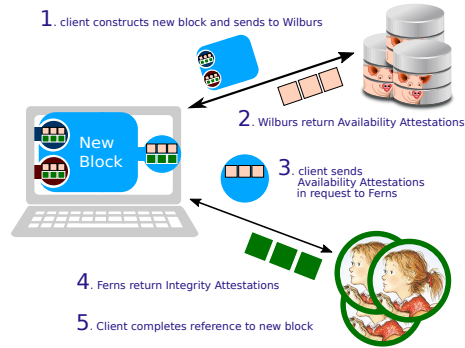 1. client constructs new block and sends to Wilburs
2. Wilburs return Availability Attestations
New
Block
3. client sends
Availability Attestations
in request to Ferns
4. Ferns return Integrity Attestations
5. Client completes reference to new block